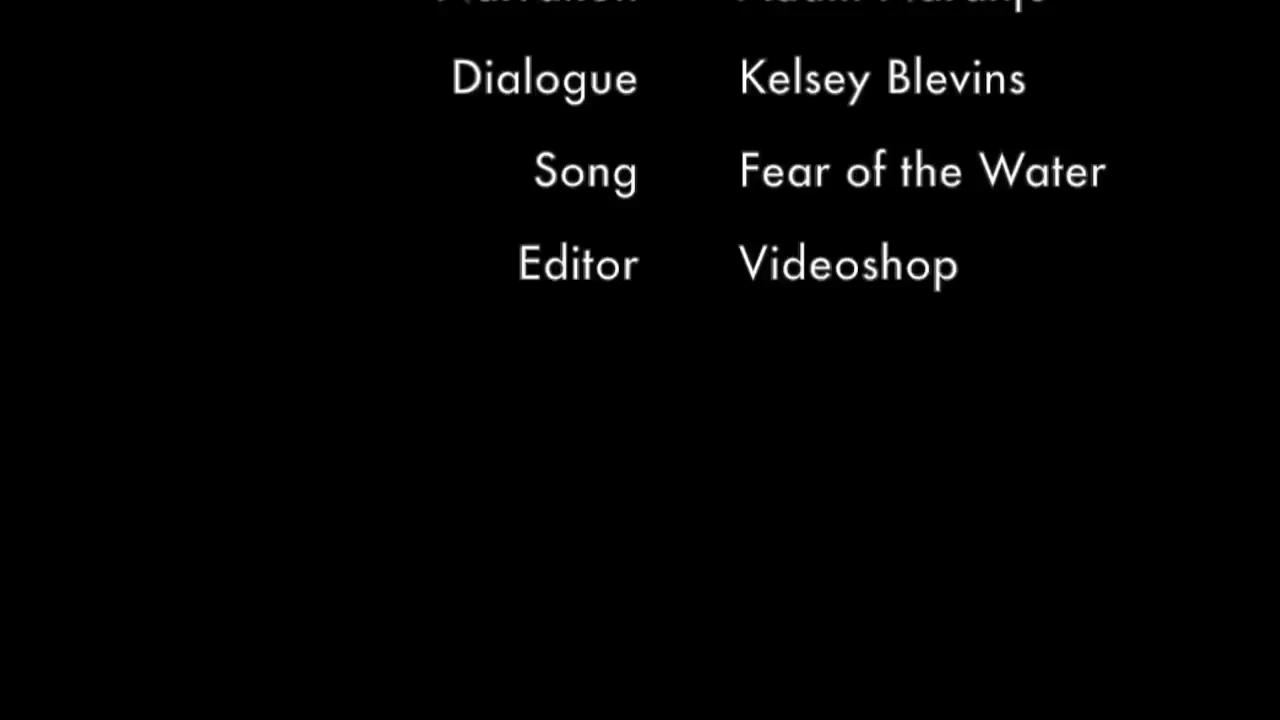 Dialogue Kelsey Blevins
Song Fear of the Water
Editor Videoshop